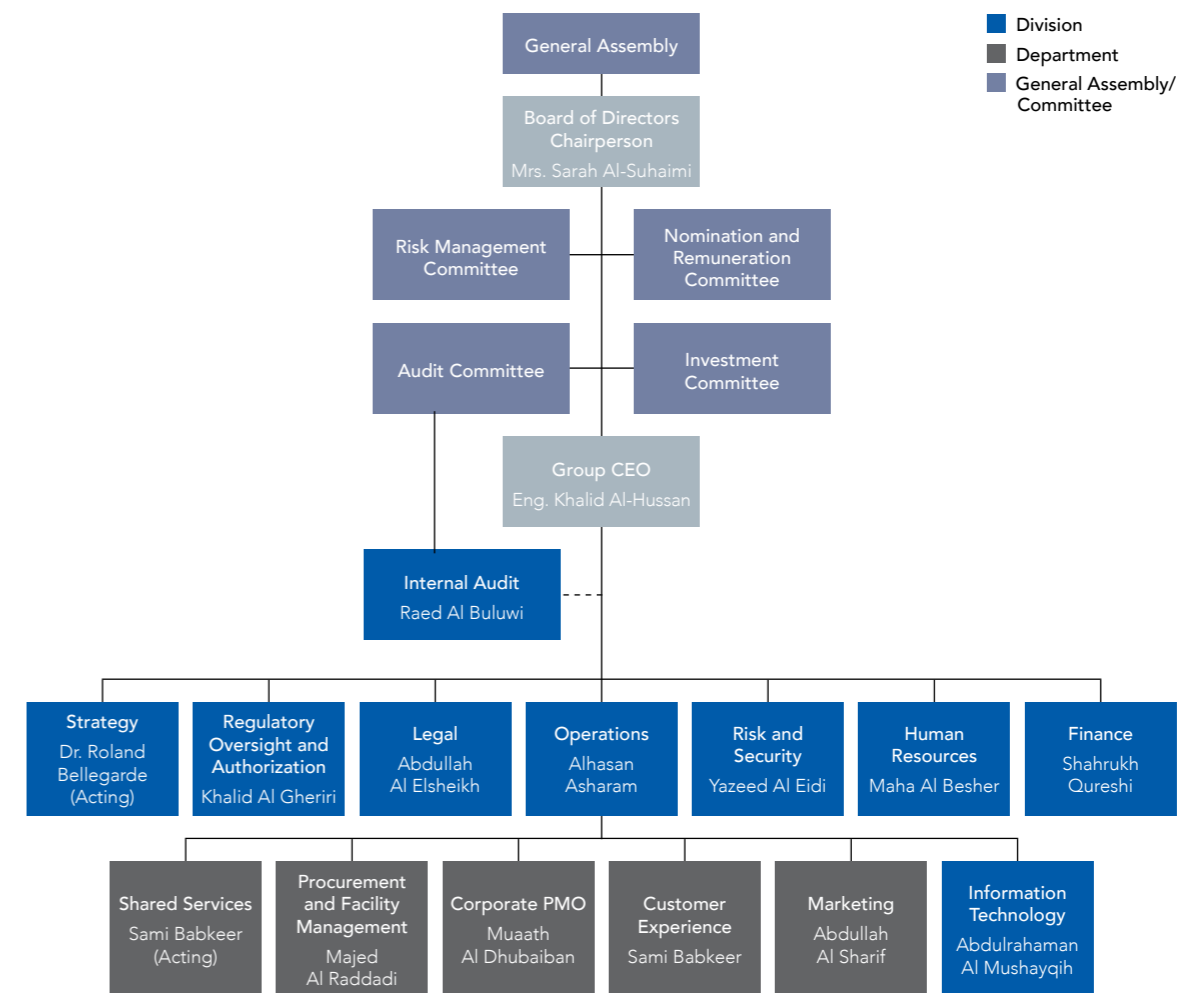 General Assembly
Division
Department
General Assembly/
Committee
Board of Directors
Chairperson
Mrs. Sarah Al-Suhaimi
Risk Management
Committee
Nomination and
Remuneration
Committee
Audit Committee
Investment
Committee
Group CEO
Eng. Khalid Al-Hussan
Internal Audit
Raed Al Buluwi
Strategy
Dr. Roland
Bellegarde
(Acting)
Regulatory
Oversight and
Authorization
Khalid Al Gheriri
Legal
Abdullah
Al Elsheikh
Operations
Alhasan
Asharam
Risk and
Security
Yazeed Al Eidi
Human
Resources
Maha Al Besher
Finance
Shahrukh
Qureshi
Shared Services
Sami Babkeer
(Acting)
Procurement
and Facility
Management
Majed
Al Raddadi
Corporate PMO
Muaath
Al Dhubaiban
Customer
Experience
Sami Babkeer
Marketing
Abdullah
Al Sharif
Information
Technology
Abdulrahaman
Al Mushayqih